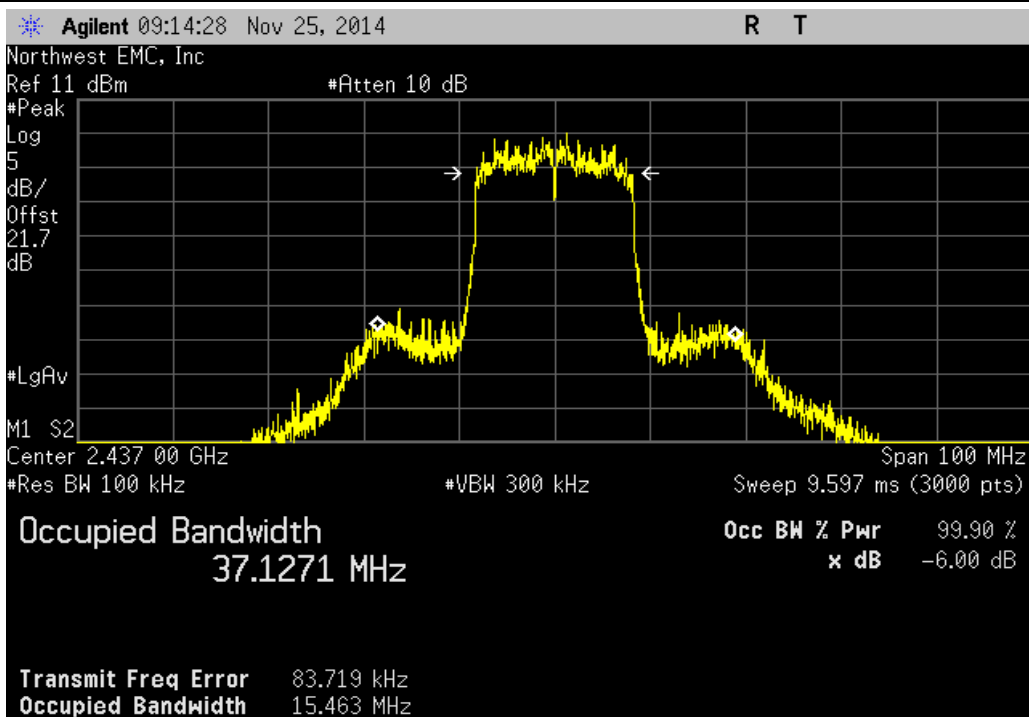 Agilent 09:14:28 Nov 25, 2014 R T
Northwest EMC, Inc
Ref 11 dBm #Atten 10 dB
#Peak
Log
5
dB/
Offst
21.7
dB
#LgAv
M1 S2
Center 2.437 00 GHz Span 100 MHz
#Res BW 100 kHz #VBW 300 kHz Sweep 9.597 ms (3000 pts)
Occupied Bandwidth Occ BW % Pwr 99.90 %
37.1271 MHz x dB -6.00 dB
Transmit Freq Error 83.719 kHz
Occupied Bandwidth 15.463 MHz